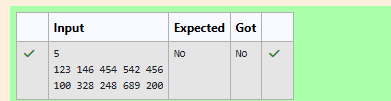 Input Expected Got
5 No No
123 146 454 542 456
100 328 248 689 200